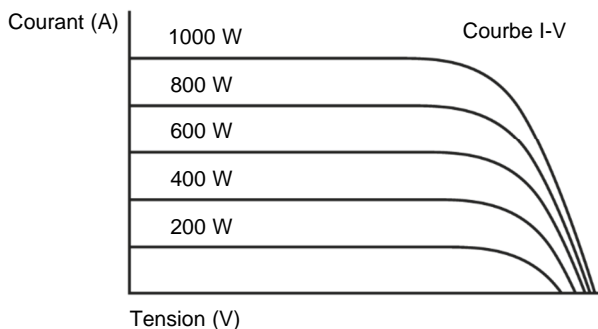 Courant (A)
Courbe I-V
1000 W
800 W
600 W
400 W
200 W
Tension (V)